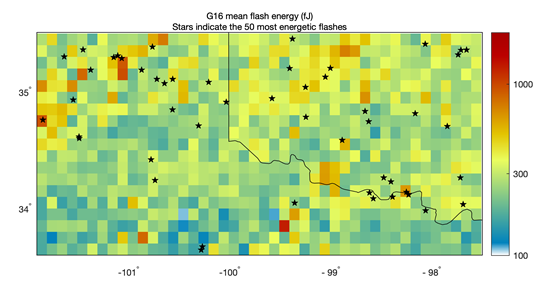 G16 mean flash energy (fJ)
Stars indicate the 50 most energetic flashes
1000
35°
300
34°
100
-101° -100° -99° -98°